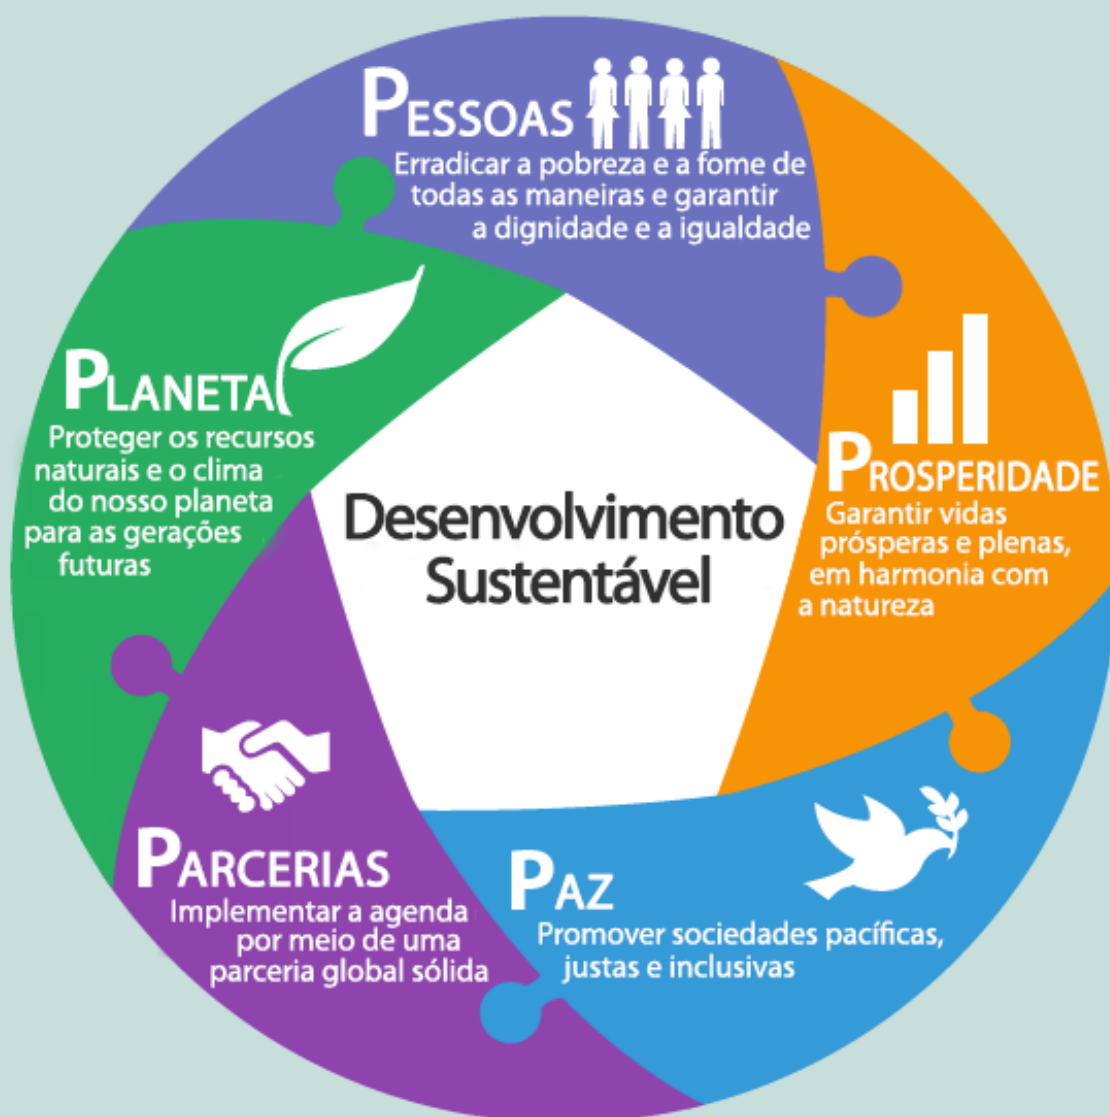 PESSOAS
Erradicar a pobreza e a fome de
todas as maneiras e garantir
a dignidade e a igualdade
PROSPERIDADE
Garantir vidas
prósperas e plenas,
em harmonia com
a natureza
PAZ
Promover sociedades pacíficas,
justas e inclusivas
PARCERIAS
Implementar a agenda
por meio de uma
parceria global sólida
PLANETA
Proteger os recursos
naturais e o clima
do nosso planeta
para as gerações
futuras
Desenvolvimento
Sustentável